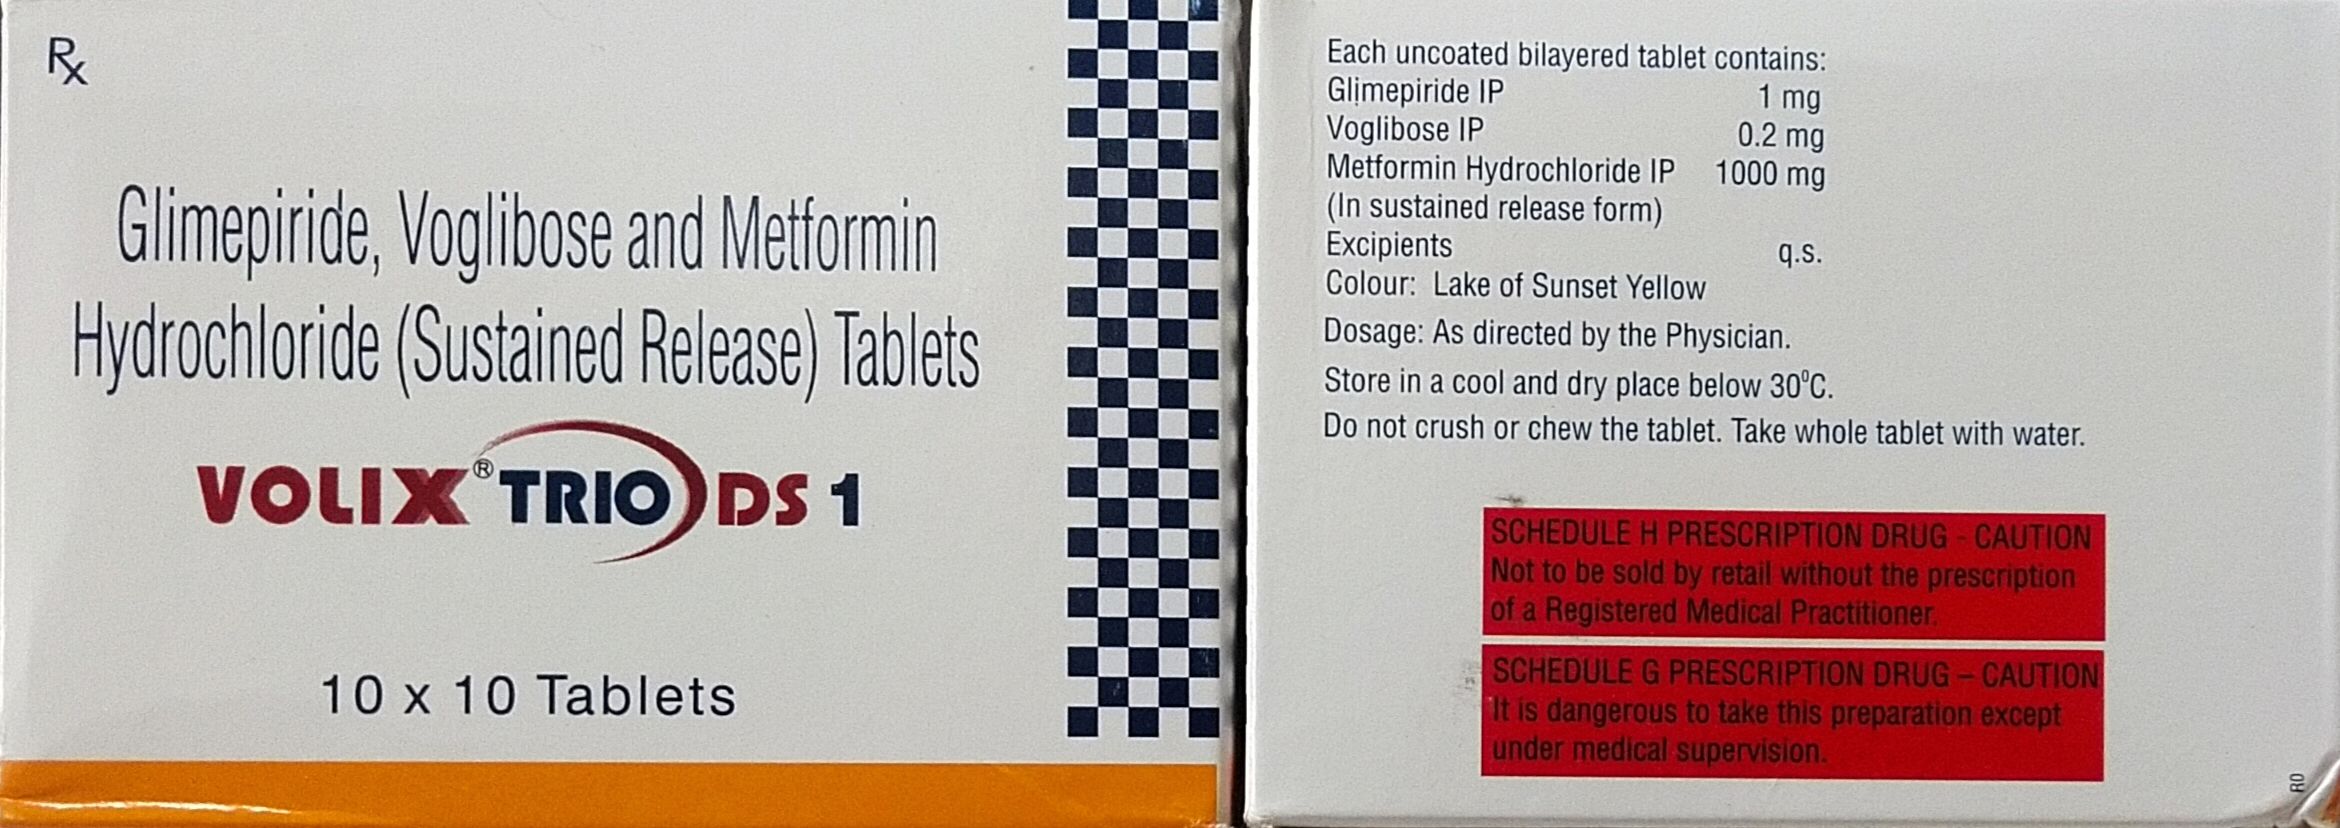 Rx
Glimepiride, Voglibose and Metformin
Hydrochloride (Sustained Release) Tablets
VOLIX® TRIO DS 1
10 x 10 Tablets
Each uncoated bilayered tablet contains:
Glimepiride IP 1 mg
Voglibose IP 0.2 mg
Metformin Hydrochloride IP 1000 mg
(In sustained release form)
Excipients q.s.
Colour: Lake of Sunset Yellow
Dosage: As directed by the Physician.
Store in a cool and dry place below 30⁰C.
Do not crush or chew the tablet. Take whole tablet with water.
SCHEDULE H PRESCRIPTION DRUG - CAUTION
Not to be sold by retail without the prescription
of a Registered Medical Practitioner.
SCHEDULE G PRESCRIPTION DRUG – CAUTION
It is dangerous to take this preparation except
under medical supervision.
R0